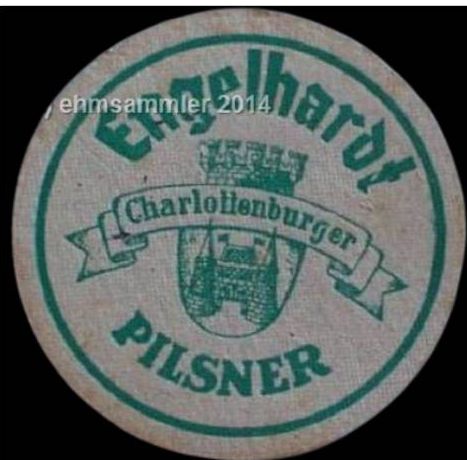 ehmsammler 2014
Engelhardt
Charlottenburger
PILSNER